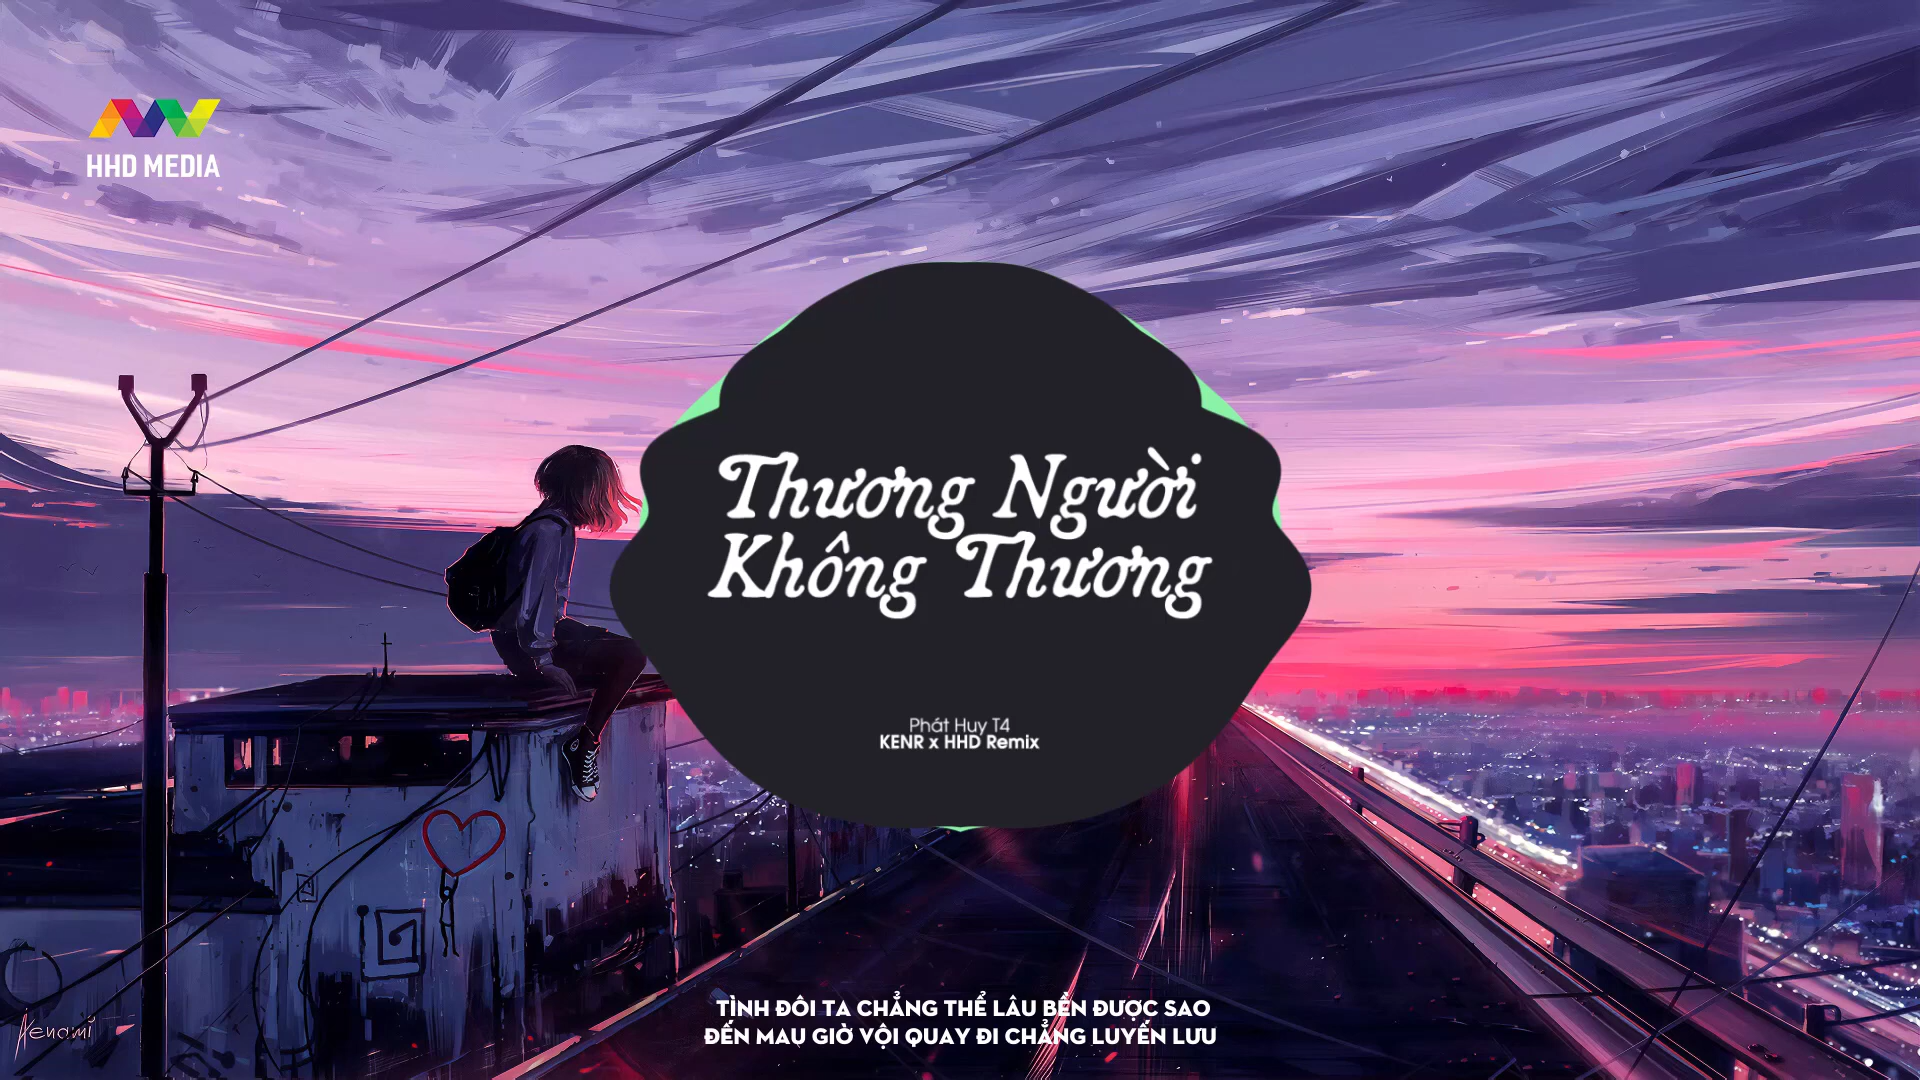 HHD MEDIA
Thương Người
Không Thương
Phát Huy T4
KENR x HHD Remix
TÌNH ĐÔI TA CHẲNG THỂ LÂU BỀN ĐƯỢC SAO
ĐẾN MAU GIỜ VỘI QUAY ĐI CHẲNG LUYẾN LƯU
Aenami